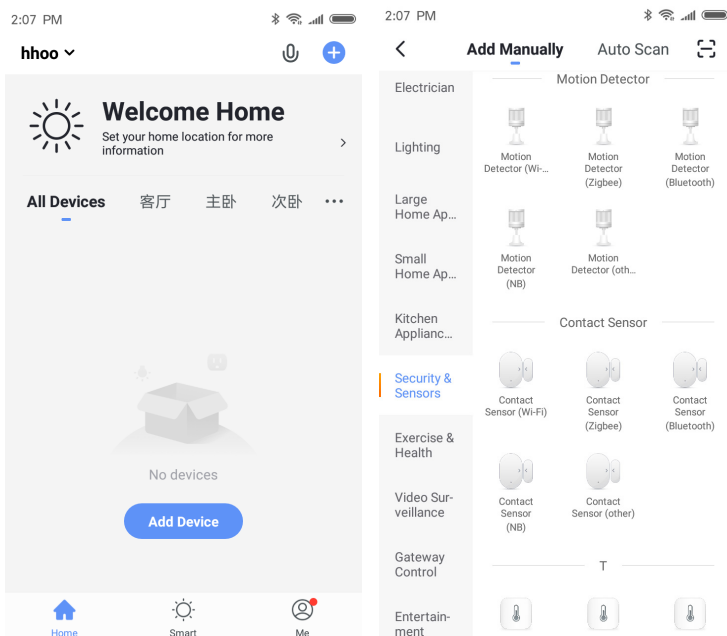 2:07 PM
hhoo
Welcome Home
Set your home location for more
information
All Devices 客厅 主卧 次卧
No devices
Add Device
Home Smart Me
2:07 PM
Add Manually Auto Scan
Electrician
Lighting
Large
Home Ap...
Small
Home Ap...
Kitchen
Applianc...
Security &
Sensors
Exercise &
Health
Video Sur-
veillance
Gateway
Control
Entertain-
ment
Motion Detector
Motion
Detector (Wi-...
Motion
Detector
(Zigbee)
Motion
Detector
(Bluetooth)
Motion
Detector
(NB)
Motion
Detector (oth...
Contact Sensor
Contact
Sensor (Wi-Fi)
Contact
Sensor
(Zigbee)
Contact
Sensor
(Bluetooth)
Contact
Sensor
(NB)
Contact
Sensor (other)
T